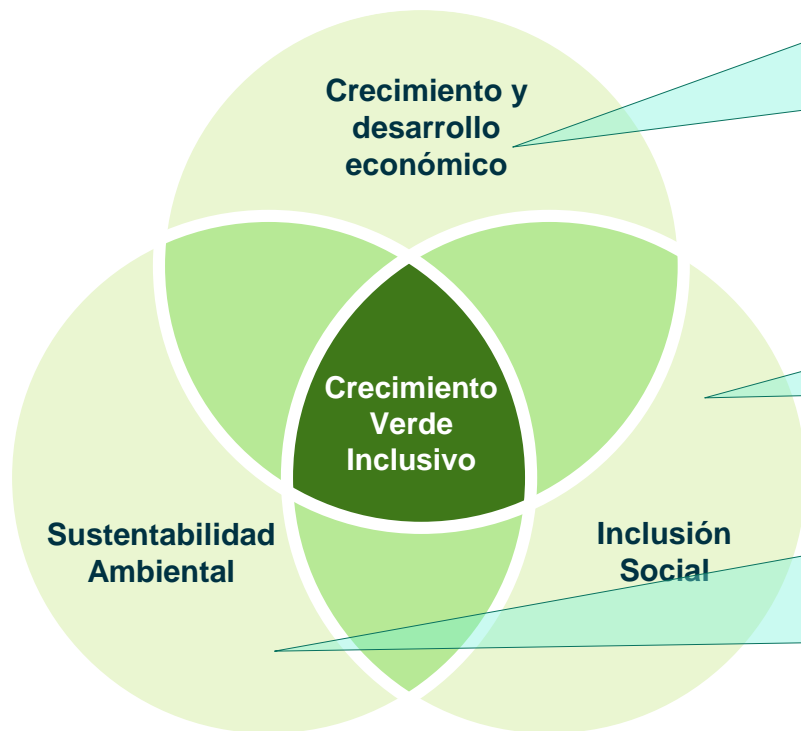 Crecimiento y
desarrollo
económico
Crecimiento
Verde
Inclusivo
Sustentabilidad
Ambiental
Inclusión
Social